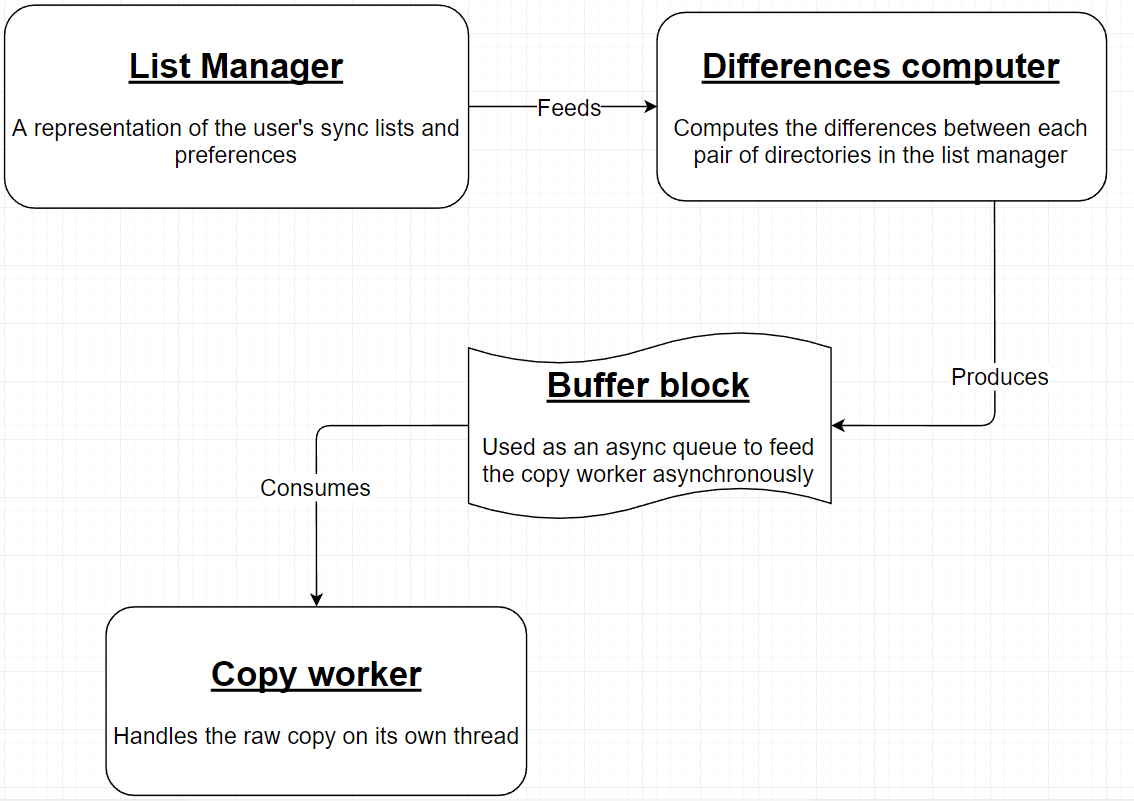 List Manager
A representation of the user's sync lists and
preferences
Feeds
Differences computer
Computes the differences between each
pair of directories in the list manager
Produces
Buffer block
Used as an async queue to feed
the copy worker asynchronously
Consumes
Copy worker
Handles the raw copy on its own thread